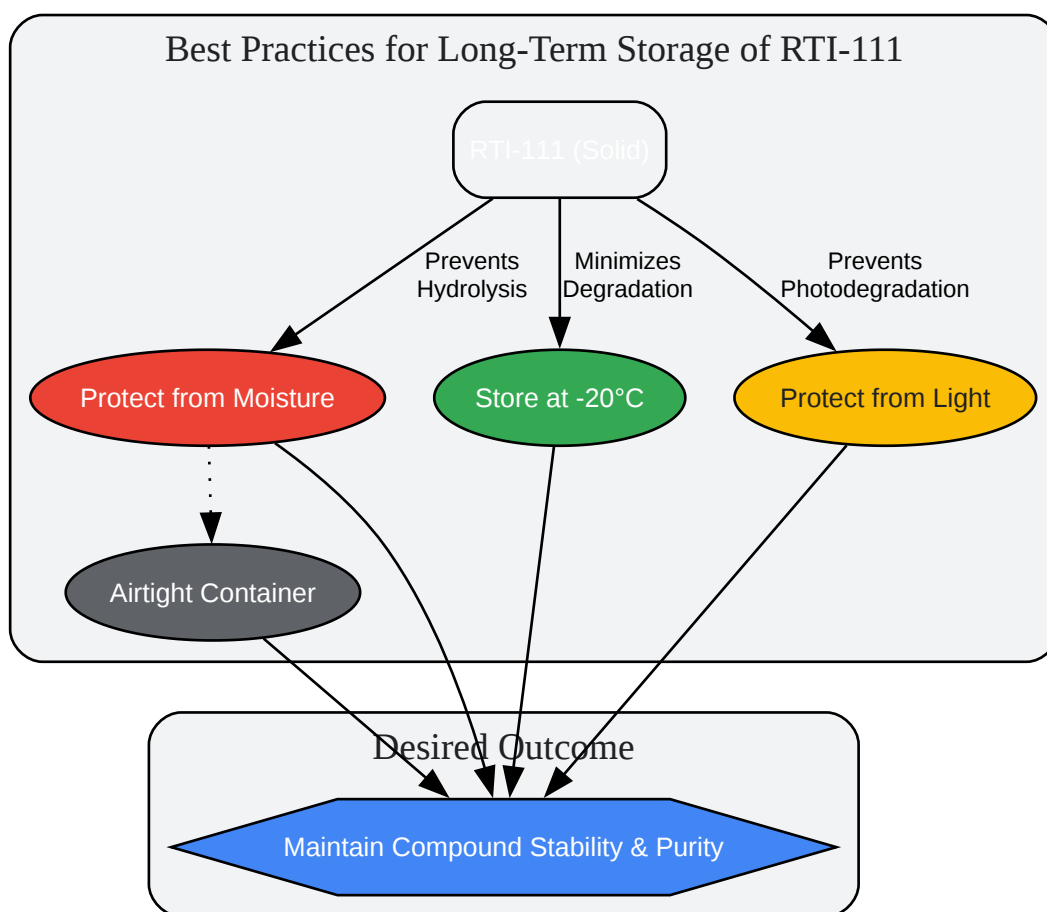 Best Practices for Long-Term Storage of RTI-111
RTI-111 (Solid)
Prevents
Hydrolysis
Minimizes
Degradation
Prevents
Photodegradation
Protect from Moisture
Store at -20°C
Protect from Light
Airtight Container
Desired Outcome
Maintain Compound Stability & Purity